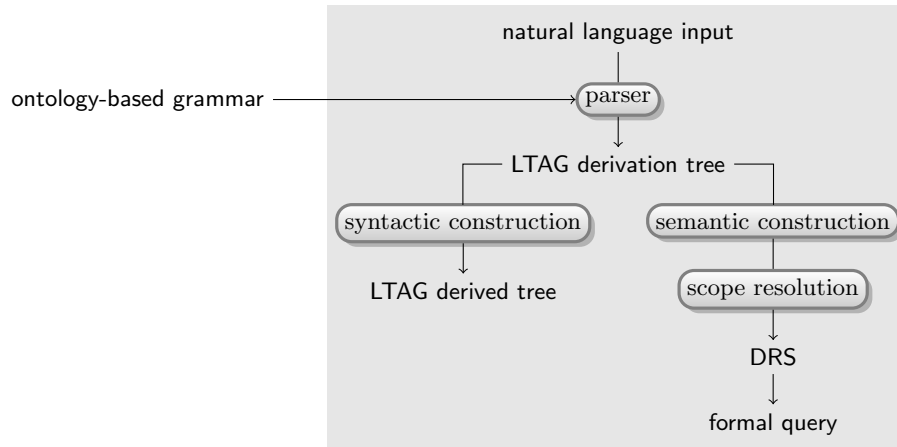 natural language input
ontology-based grammar
parser
LTAG derivation tree
syntactic construction
semantic construction
LTAG derived tree
scope resolution
DRS
formal query